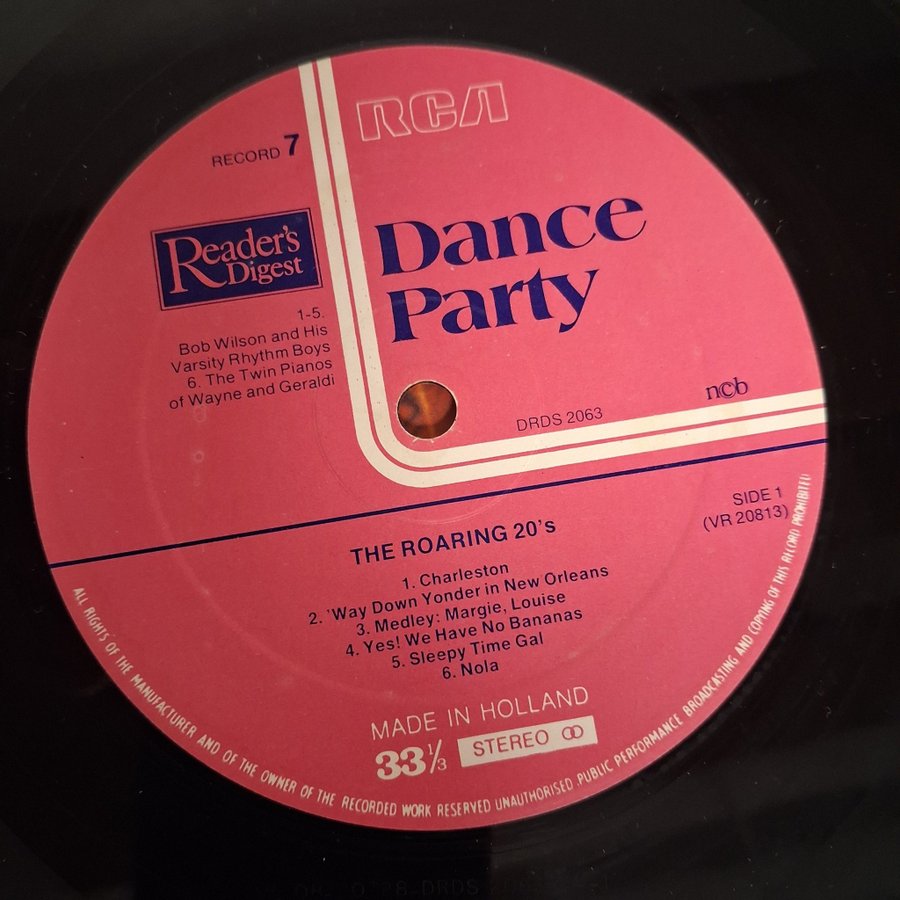 RCA
RECORD 7
Reader's
Digest
Dance
Party
1-5.
Bob Wilson and His
Varsity Rhythm Boys
6. The Twin Pianos
of Wayne and Geraldi
DRDS 2063
ncb
SIDE 1
(VR 20813)
THE ROARING 20's
1. Charleston
2. 'Way Down Yonder in New Orleans
3. Medley: Margie, Louise
4. Yes! We Have No Bananas
5. Sleepy Time Gal
6. Nola
MADE IN HOLLAND
33 1/3 STEREO
ALL RIGHTS OF THE MANUFACTURER AND OF THE OWNER OF THE RECORDED WORK RESERVED UNAUTHORISED PUBLIC PERFORMANCE BROADCASTING AND COPYING OF THIS RECORD PROHIBITED
DRDS